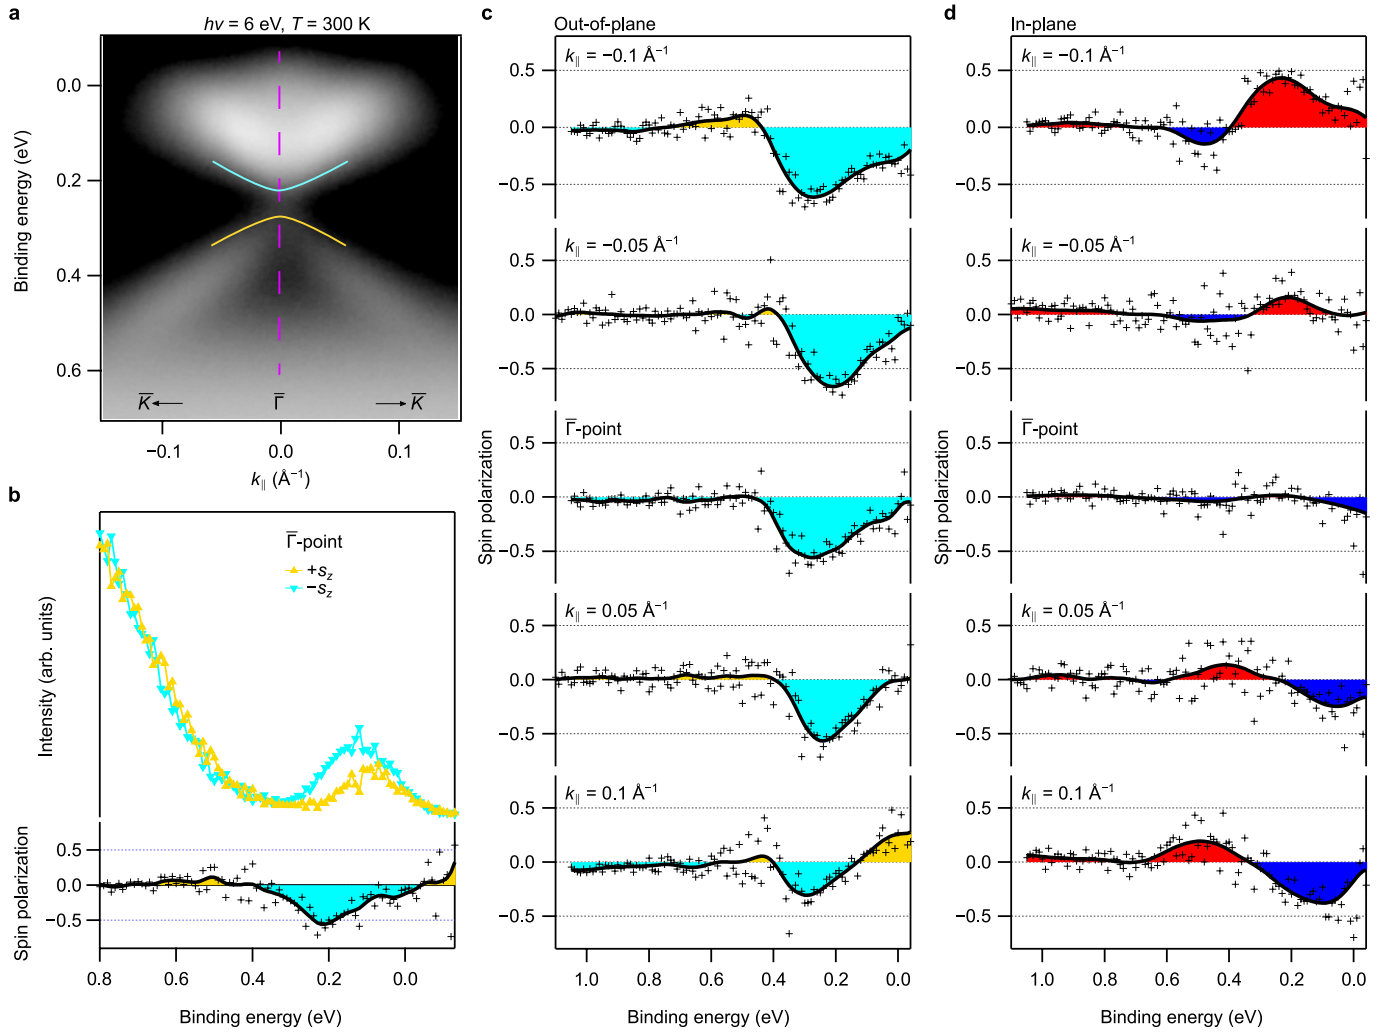 a
hν = 6 eV, T = 300 K
0.0
0.2
0.4
0.6
Binding energy (eV)
K̅
Γ̅
K̅
−0.1
0.0
0.1
k∥ (Å⁻¹)
b
Γ̅-point
+s_z
−s_z
Intensity (arb. units)
0.5
0.0
−0.5
Spin polarization
0.8
0.6
0.4
0.2
0.0
Binding energy (eV)
c
Out-of-plane
k∥ = −0.1 Å⁻¹
0.5
0.0
−0.5
k∥ = −0.05 Å⁻¹
0.5
0.0
−0.5
Γ̅-point
0.5
0.0
−0.5
k∥ = 0.05 Å⁻¹
0.5
0.0
−0.5
k∥ = 0.1 Å⁻¹
0.5
0.0
−0.5
Spin polarization
1.0
0.8
0.6
0.4
0.2
0.0
Binding energy (eV)
d
In-plane
k∥ = −0.1 Å⁻¹
0.5
0.0
−0.5
k∥ = −0.05 Å⁻¹
0.5
0.0
−0.5
Γ̅-point
0.5
0.0
−0.5
k∥ = 0.05 Å⁻¹
0.5
0.0
−0.5
k∥ = 0.1 Å⁻¹
0.5
0.0
−0.5
Spin polarization
1.0
0.8
0.6
0.4
0.2
0.0
Binding energy (eV)